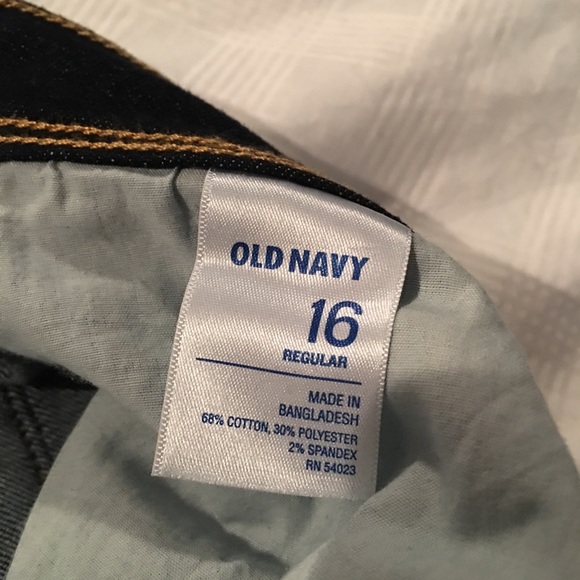 OLD NAVY
16
REGULAR
MADE IN
BANGLADESH
68% COTTON, 30% POLYESTER
2% SPANDEX
RN 54023